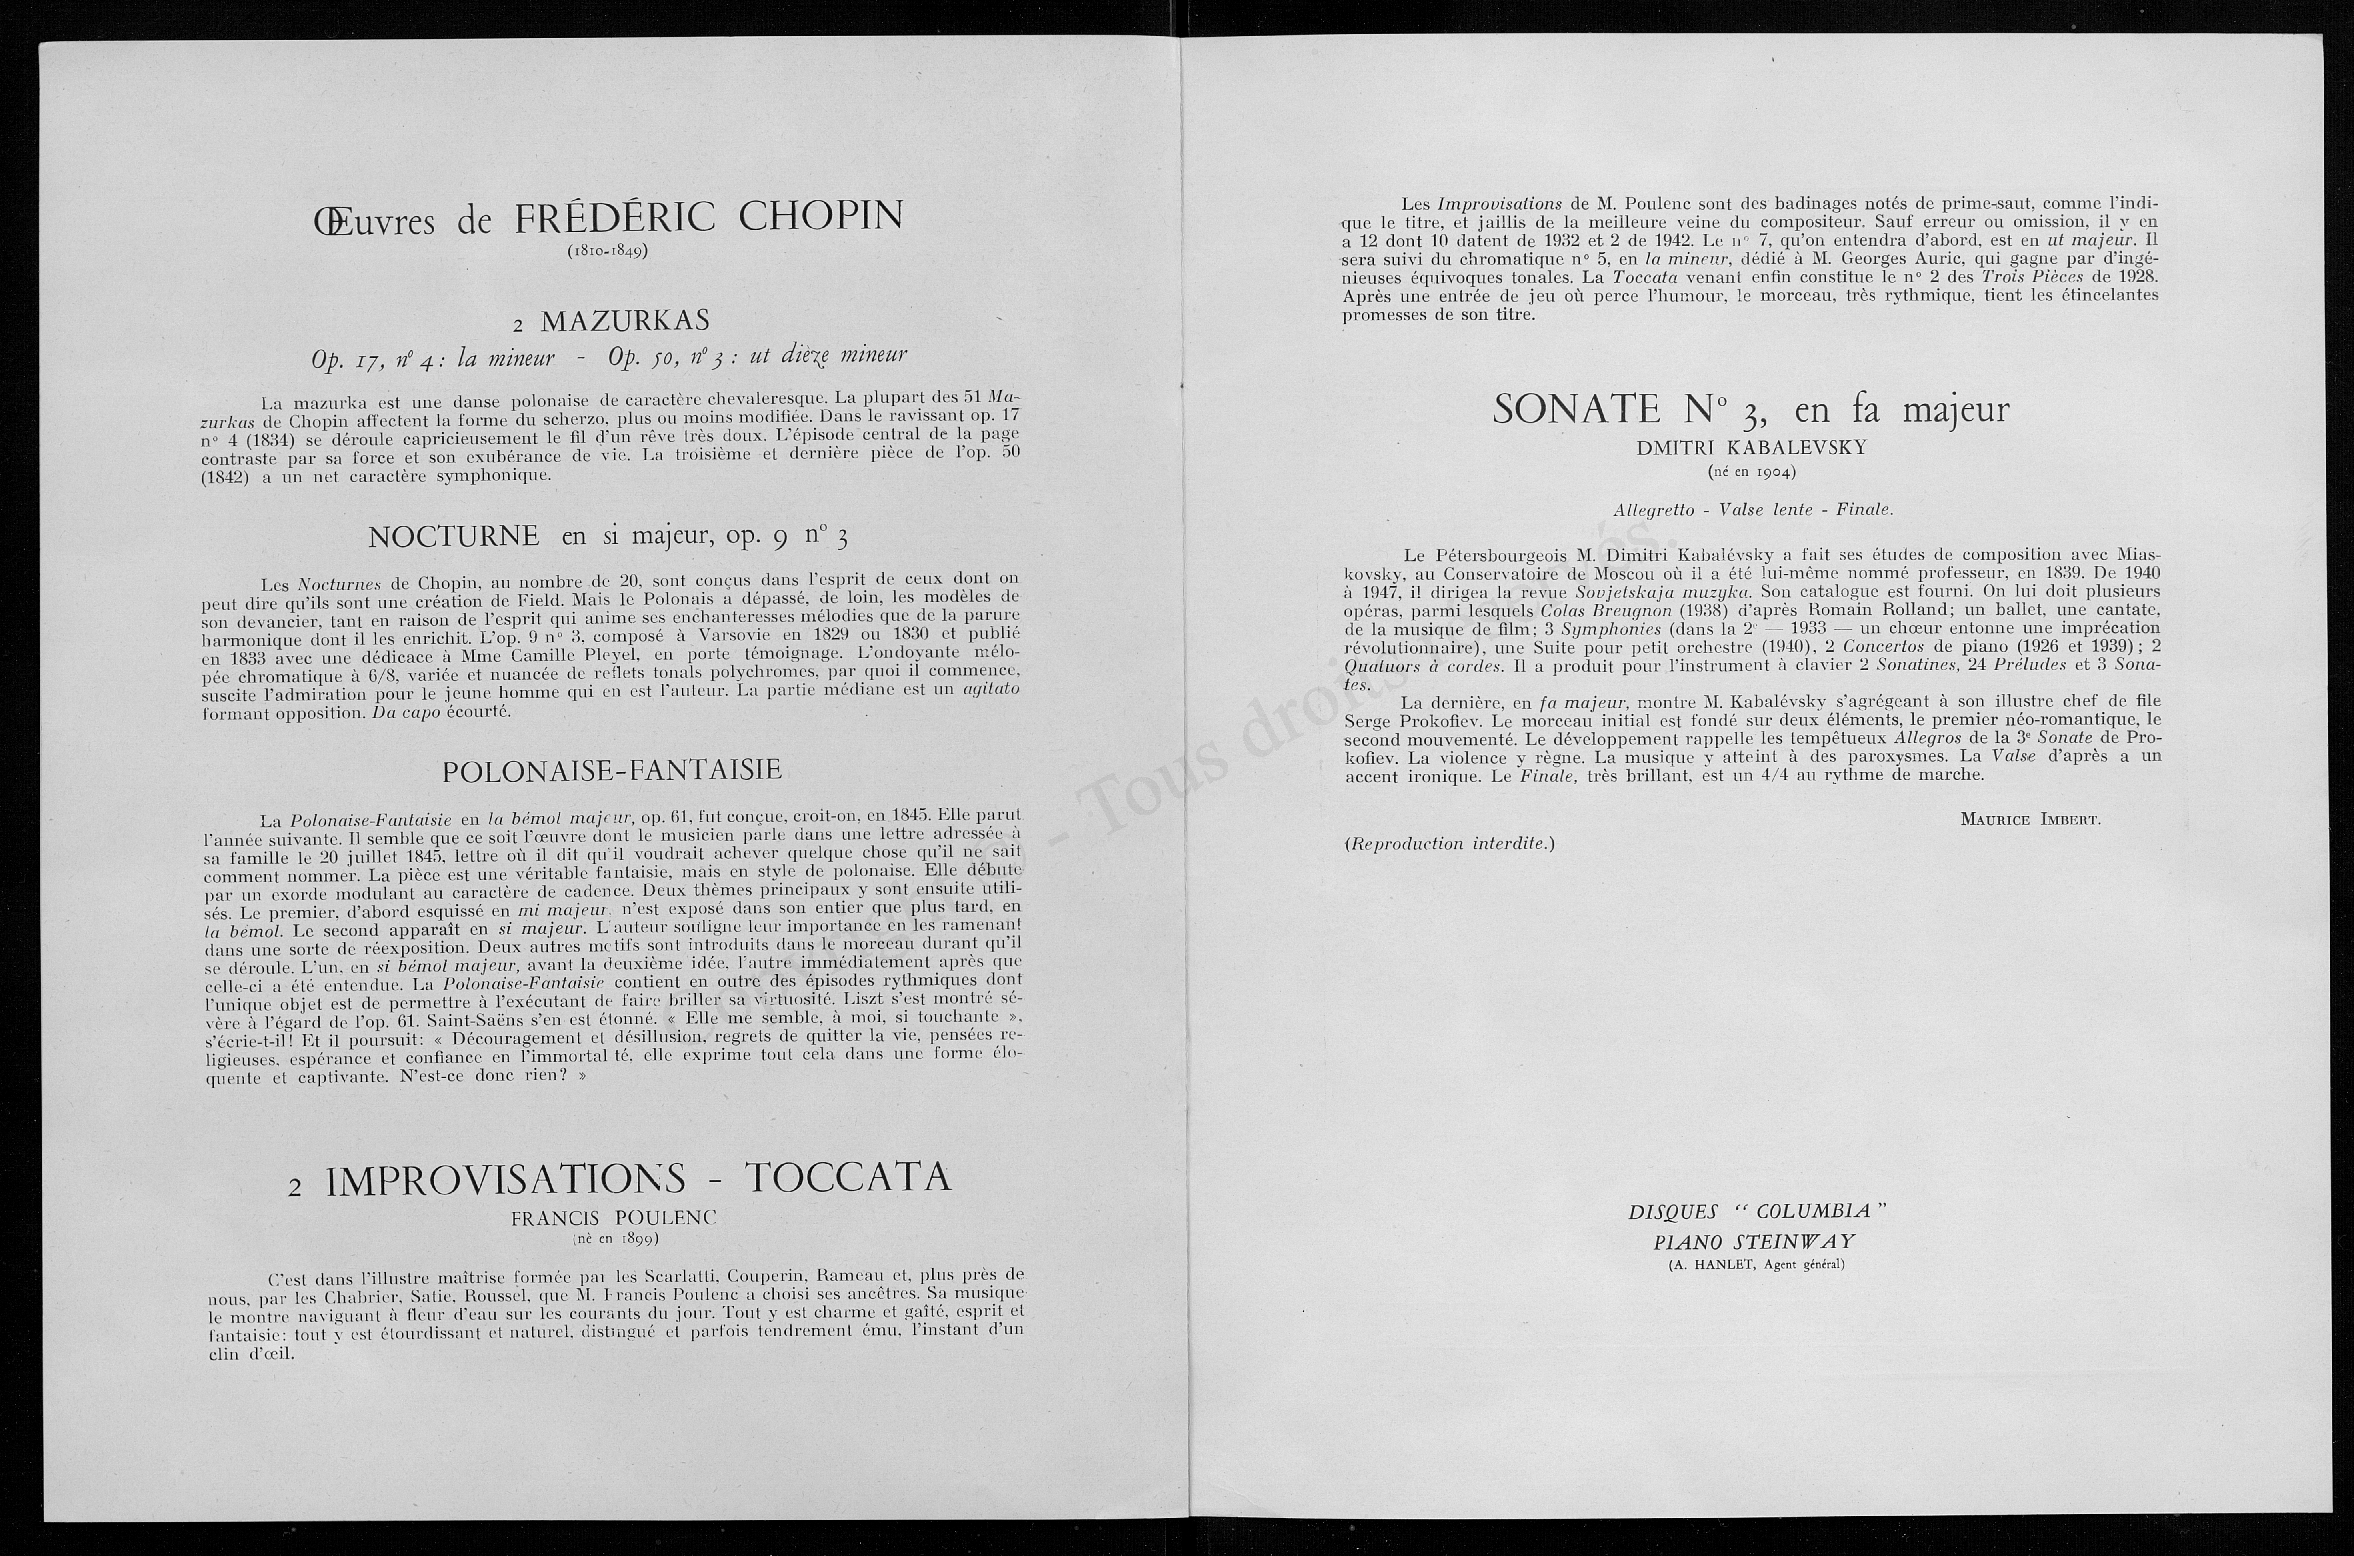 Œuvres de FRÉDÉRIC CHOPIN
(1810-1849)
2 MAZURKAS
Op. 17, nº 4 : la mineur - Op. 50, nº 3 : ut dièze mineur
La mazurka est une danse polonaise de caractère chevaleresque. La plupart des 51 Ma-
zurkas de Chopin affectent la forme du scherzo, plus ou moins modifiée. Dans le ravissant op. 17
nº 4 (1834) se déroule capricieusement le fil d'un rêve très doux. L'épisode central de la page
contraste par sa force et son exubérance de vie. La troisième et dernière pièce de l'op. 50
(1842) a un net caractère symphonique.
NOCTURNE en si majeur, op. 9 nº 3
Les Nocturnes de Chopin, au nombre de 20, sont conçus dans l'esprit de ceux dont on
peut dire qu'ils sont une création de Field. Mais le Polonais a dépassé, de loin, les modèles de
son devancier, tant en raison de l'esprit qui anime ses enchanteresses mélodies que de la parure
harmonique dont il les enrichit. L'op. 9 nº 3, composé à Varsovie en 1829 ou 1830 et publié
en 1833 avec une dédicace à Mme Camille Pleyel, en porte témoignage. L'ondoyante mélo-
pée chromatique à 6/8, variée et nuancée de reflets tonals polychromes, par quoi il commence,
suscite l'admiration pour le jeune homme qui en est l'auteur. La partie médiane est un agitato
formant opposition. Da capo écourté.
POLONAISE-FANTAISIE
La Polonaise-Fantaisie en la bémol majeur, op. 61, fut conçue, croit-on, en 1845. Elle parut
l'année suivante. Il semble que ce soit l'œuvre dont le musicien parle dans une lettre adressée à
sa famille le 20 juillet 1845, lettre où il dit qu'il voudrait achever quelque chose qu'il ne sait
comment nommer. La pièce est une véritable fantaisie, mais en style de polonaise. Elle débute
par un exorde modulant au caractère de cadence. Deux thèmes principaux y sont ensuite utili-
sés. Le premier, d'abord esquissé en mi majeur, n'est exposé dans son entier que plus tard, en
la bémol. Le second apparaît en si majeur. L'auteur souligne leur importance en les ramenant
dans une sorte de réexposition. Deux autres motifs sont introduits dans le morceau durant qu'il
se déroule. L'un, en si bémol majeur, avant la deuxième idée, l'autre immédiatement après que
celle-ci a été entendue. La Polonaise-Fantaisie contient en outre des épisodes rythmiques dont
l'unique objet est de permettre à l'exécutant de faire briller sa virtuosité. Liszt s'est montré sé-
vère à l'égard de l'op. 61. Saint-Saëns s'en est étonné. « Elle me semble, à moi, si touchante »,
s'écrie-t-il! Et il poursuit: « Découragement et désillusion, regrets de quitter la vie, pensées re-
ligieuses, espérance et confiance en l'immortal té, elle exprime tout cela dans une forme élo-
quente et captivante. N'est-ce donc rien? »
2 IMPROVISATIONS - TOCCATA
FRANCIS POULENC
(né en 1899)
C'est dans l'illustre maîtrise formée par les Scarlatti, Couperin, Rameau et, plus près de
nous, par les Chabrier, Satie, Roussel, que M. Francis Poulenc a choisi ses ancêtres. Sa musique
le montre naviguant à fleur d'eau sur les courants du jour. Tout y est charme et gaîté, esprit et
fantaisie: tout y est étourdissant et naturel, distingué et parfois tendrement ému, l'instant d'un
clin d'œil.
Les Improvisations de M. Poulenc sont des badinages notés de prime-saut, comme l'indi-
que le titre, et jaillis de la meilleure veine du compositeur. Sauf erreur ou omission, il y en
a 12 dont 10 datent de 1932 et 2 de 1942. Le nº 7, qu'on entendra d'abord, est en ut majeur. Il
sera suivi du chromatique nº 5, en la mineur, dédié à M. Georges Auric, qui gagne par d'ingé-
nieuses équivoques tonales. La Toccata venant enfin constitue le nº 2 des Trois Pièces de 1928.
Après une entrée de jeu où perce l'humour, le morceau, très rythmique, tient les étincelantes
promesses de son titre.
SONATE Nº 3, en fa majeur
DMITRI KABALEVSKY
(né en 1904)
Allegretto - Valse lente - Finale.
Le Pétersbourgeois M. Dimitri Kabalévsky a fait ses études de composition avec Mias-
kovsky, au Conservatoire de Moscou où il a été lui-même nommé professeur, en 1839. De 1940
à 1947, il dirigea la revue Sovjetskaja muzyka. Son catalogue est fourni. On lui doit plusieurs
opéras, parmi lesquels Colas Breugnon (1938) d'après Romain Rolland; un ballet, une cantate,
de la musique de film; 3 Symphonies (dans la 2e — 1933 — un chœur entonne une imprécation
révolutionnaire), une Suite pour petit orchestre (1940), 2 Concertos de piano (1926 et 1939) ; 2
Quatuors à cordes. Il a produit pour l'instrument à clavier 2 Sonatines, 24 Préludes et 3 Sona-
tes.
La dernière, en fa majeur, montre M. Kabalévsky s'agrégeant à son illustre chef de file
Serge Prokofiev. Le morceau initial est fondé sur deux éléments, le premier néo-romantique, le
second mouvementé. Le développement rappelle les tempêtueux Allegros de la 3e Sonate de Pro-
kofiev. La violence y règne. La musique y atteint à des paroxysmes. La Valse d'après a un
accent ironique. Le Finale, très brillant, est un 4/4 au rythme de marche.
MAURICE IMBERT.
(Reproduction interdite.)
DISQUES “ COLUMBIA ”
PIANO STEINWAY
(A. HANLET, Agent général)
Copyright © - Tous droits réservés.